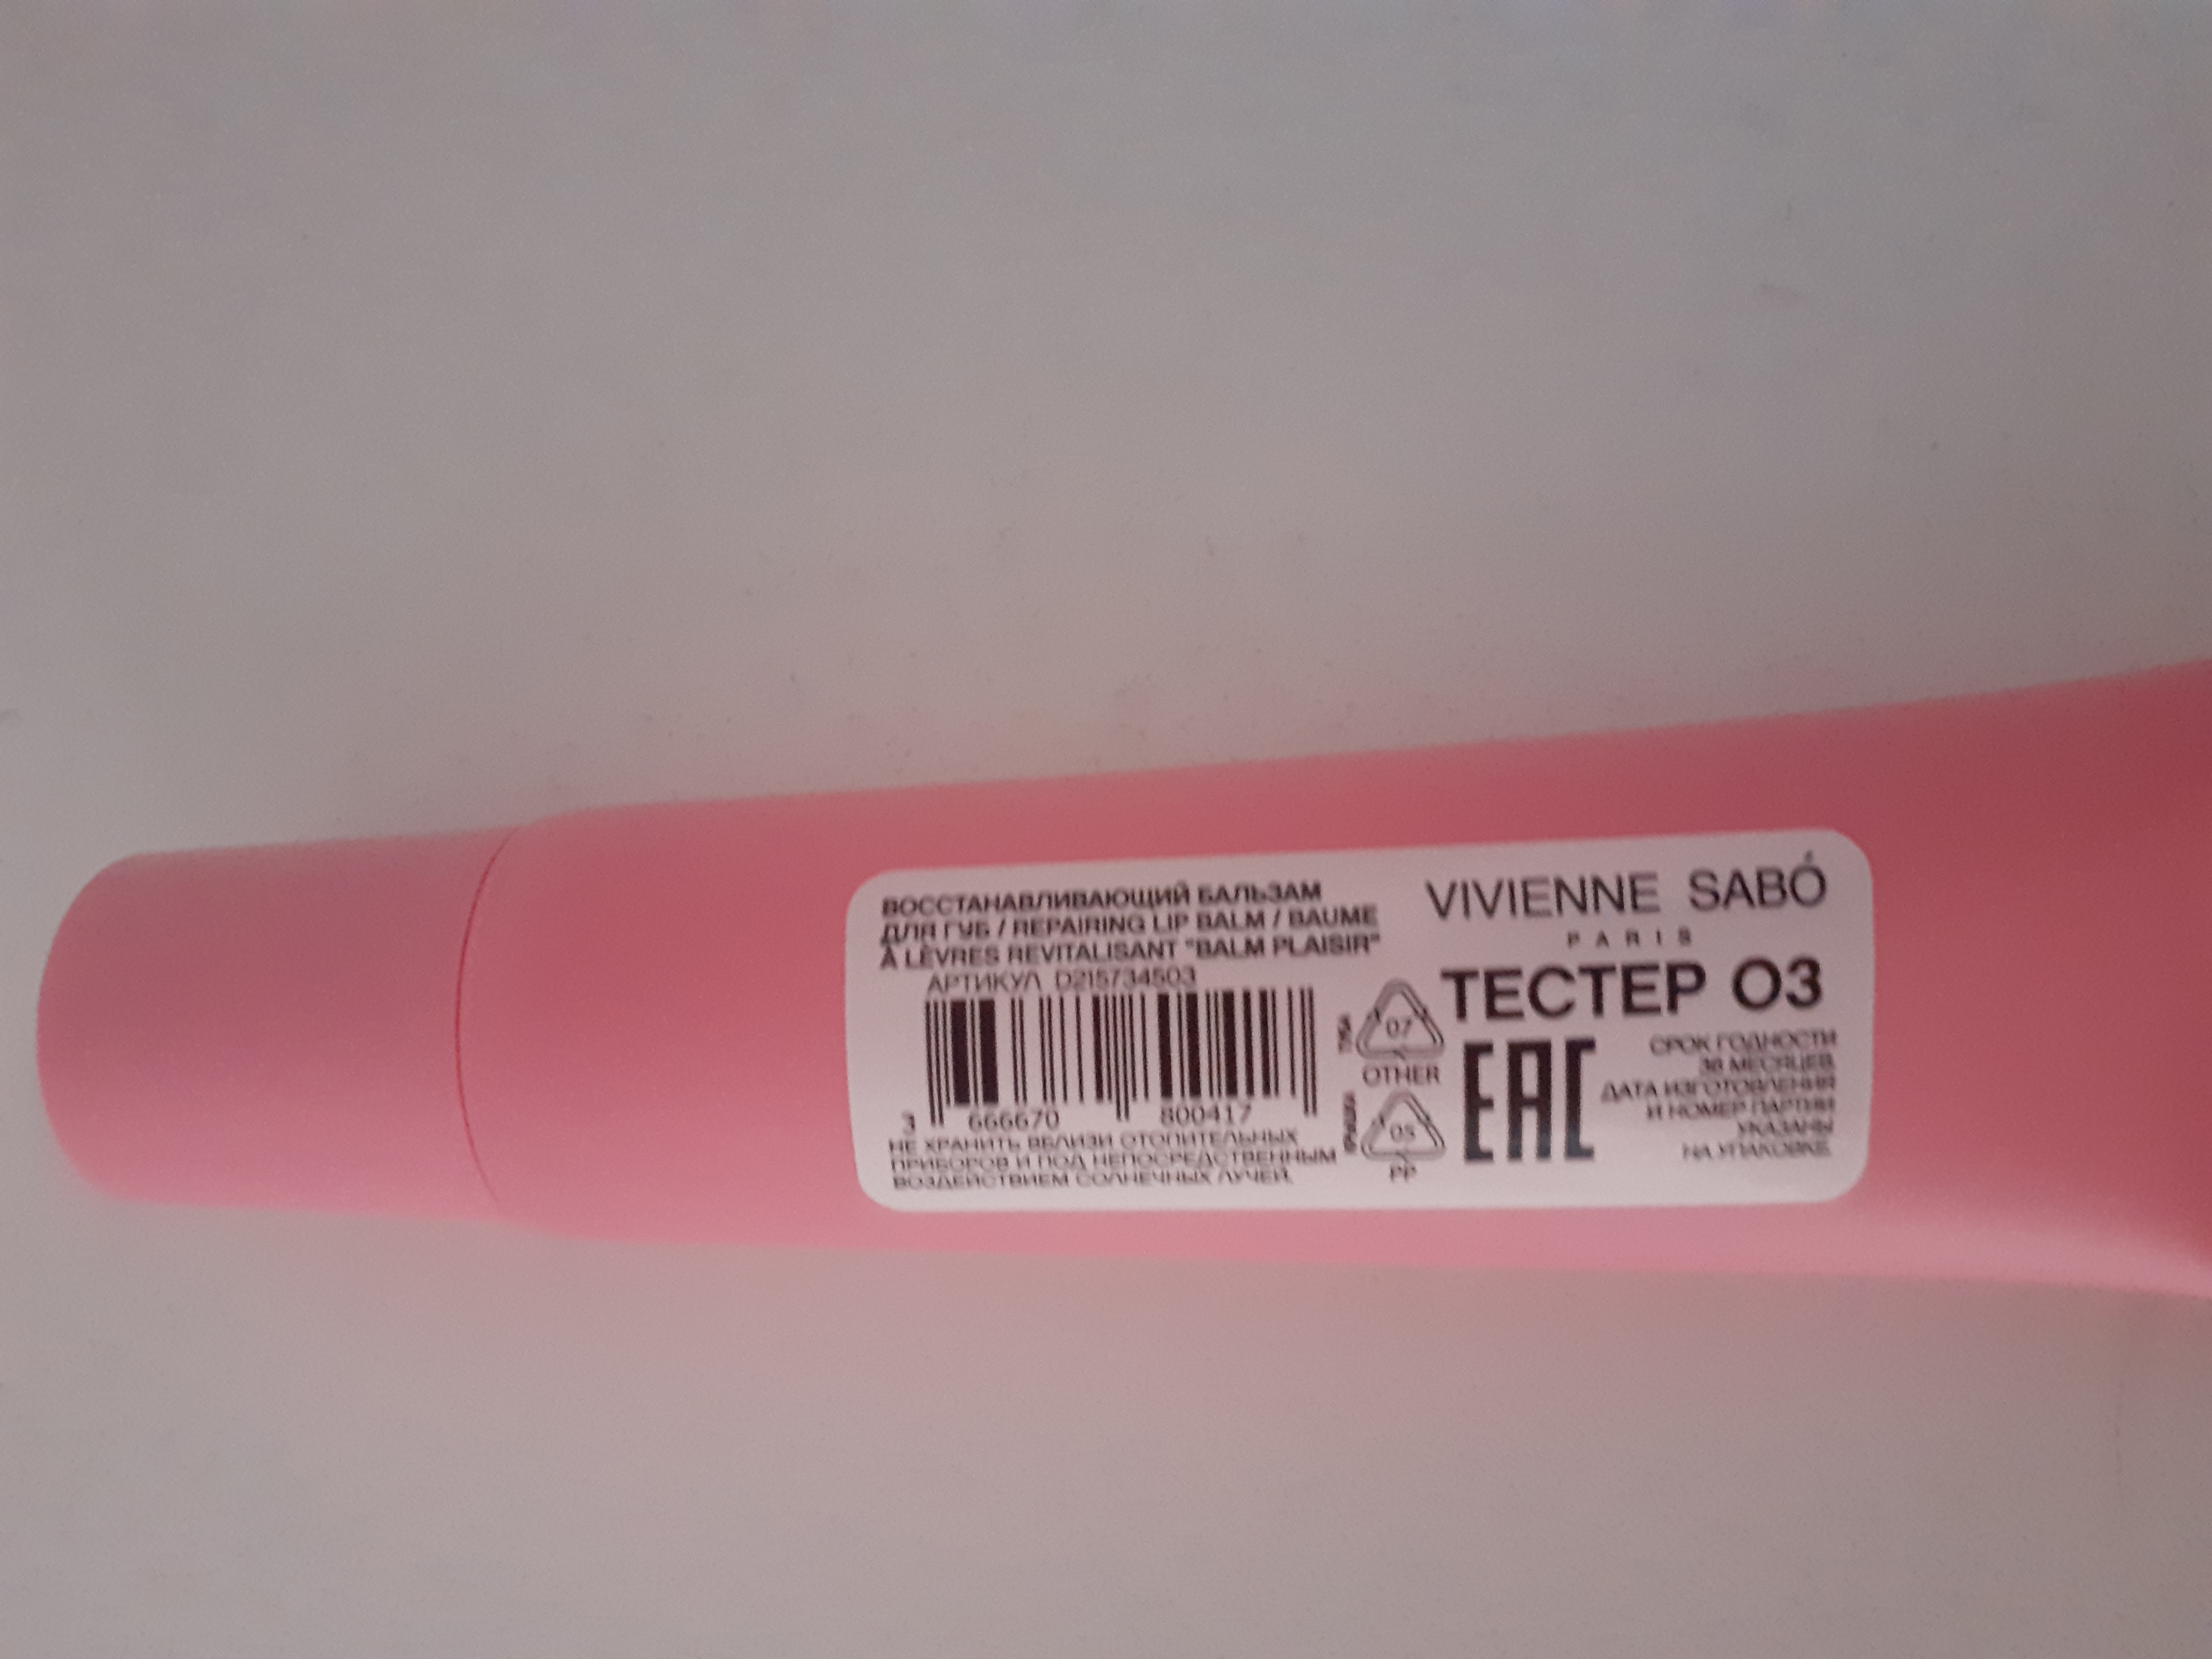 ВОССТАНАВЛИВАЮЩИЙ БАЛЬЗАМ
ДЛЯ ГУБ / REPAIRING LIP BALM / BAUME
À LÈVRES REVITALISANT "BALM PLAISIR"
АРТИКУЛ D215734503
3 666670 800417
НЕ ХРАНИТЬ ВБЛИЗИ ОТОПИТЕЛЬНЫХ
ПРИБОРОВ И ПОД НЕПОСРЕДСТВЕННЫМ
ВОЗДЕЙСТВИЕМ СОЛНЕЧНЫХ ЛУЧЕЙ.
07
OTHER
05
PP
VIVIENNE SABÓ
PARIS
ТЕСТЕР 03
EAC
СРОК ГОДНОСТИ
36 МЕСЯЦЕВ.
ДАТА ИЗГОТОВЛЕНИЯ
И НОМЕР ПАРТИИ
УКАЗАНЫ
НА УПАКОВКЕ.